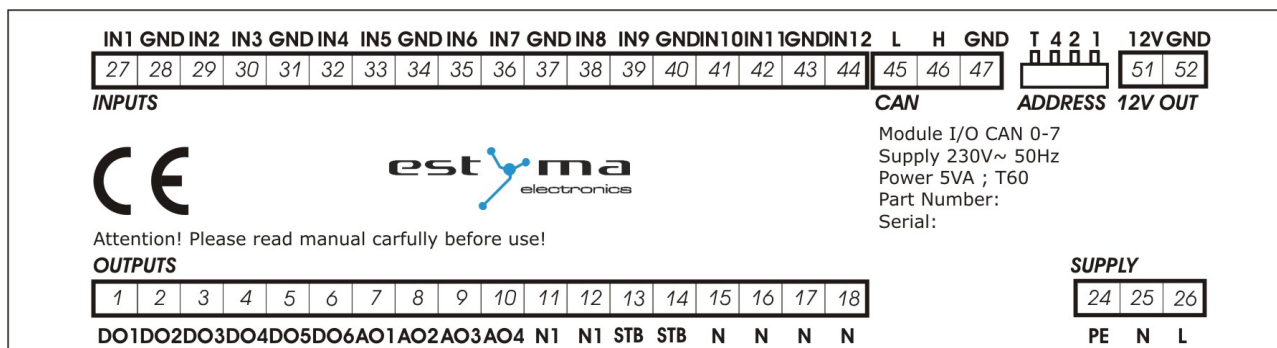 IN1 GND IN2 IN3 GND IN4 IN5 GND IN6 IN7 GND IN8 IN9 GND IN10 IN11 GND IN12 L H GND T 4 2 1 12V GND
27 28 29 30 31 32 33 34 35 36 37 38 39 40 41 42 43 44 45 46 47 51 52
INPUTS CAN ADDRESS 12V OUT
Module I/O CAN 0-7
Supply 230V~ 50Hz
Power 5VA ; T60
Part Number:
Serial:
CE
estyma
electronics
Attention! Please read manual carfully before use!
OUTPUTS SUPPLY
1 2 3 4 5 6 7 8 9 10 11 12 13 14 15 16 17 18 24 25 26
DO1 DO2 DO3 DO4 DO5 DO6 AO1 AO2 AO3 AO4 N1 N1 STB STB N N N N PE N L